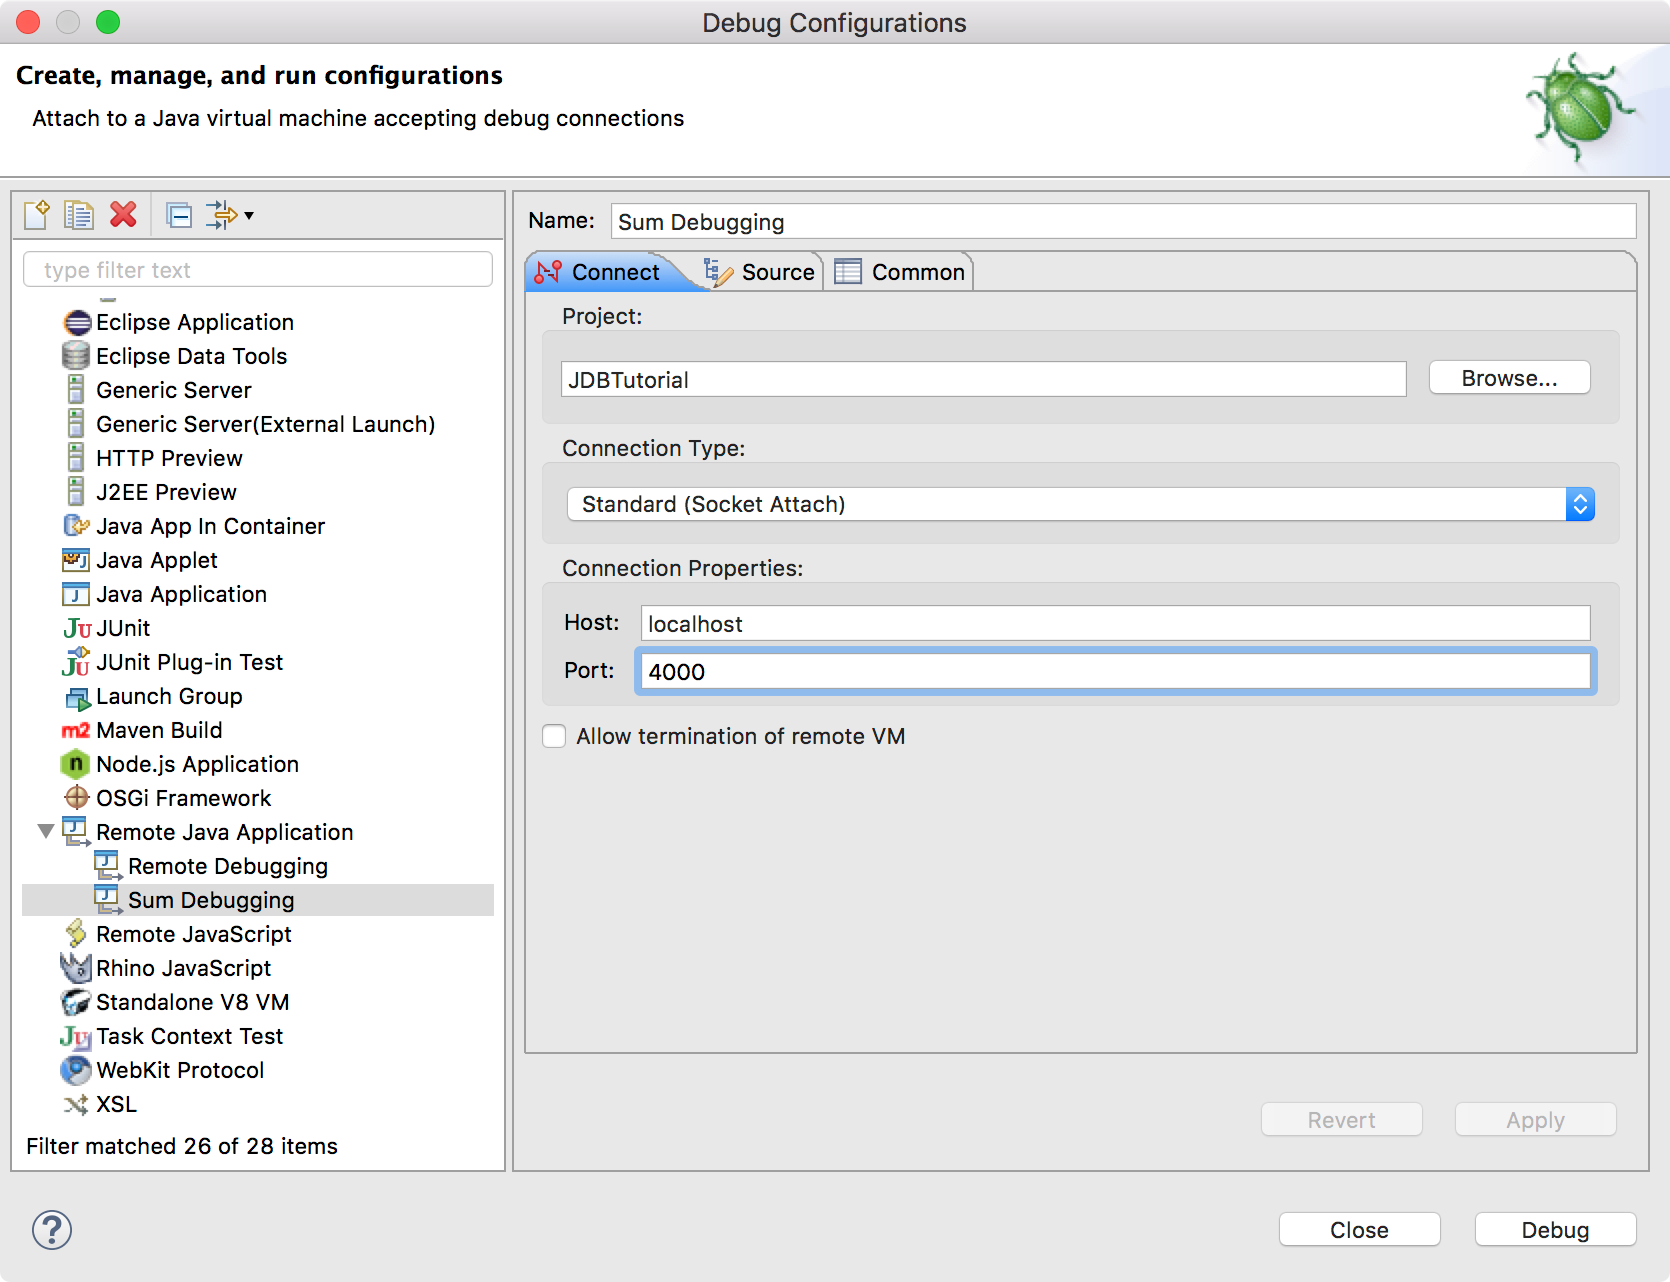 Debug Configurations
Create, manage, and run configurations
Attach to a Java virtual machine accepting debug connections
type filter text
Eclipse Application
Eclipse Data Tools
Generic Server
Generic Server(External Launch)
HTTP Preview
J2EE Preview
Java App In Container
Java Applet
Java Application
JUnit
JUnit Plug-in Test
Launch Group
Maven Build
Node.js Application
OSGi Framework
Remote Java Application
Remote Debugging
Sum Debugging
Remote JavaScript
Rhino JavaScript
Standalone V8 VM
Task Context Test
WebKit Protocol
XSL
Filter matched 26 of 28 items
Name: Sum Debugging
Connect Source Common
Project:
JDBTutorial Browse...
Connection Type:
Standard (Socket Attach)
Connection Properties:
Host: localhost
Port: 4000
Allow termination of remote VM
Revert Apply
? Close Debug